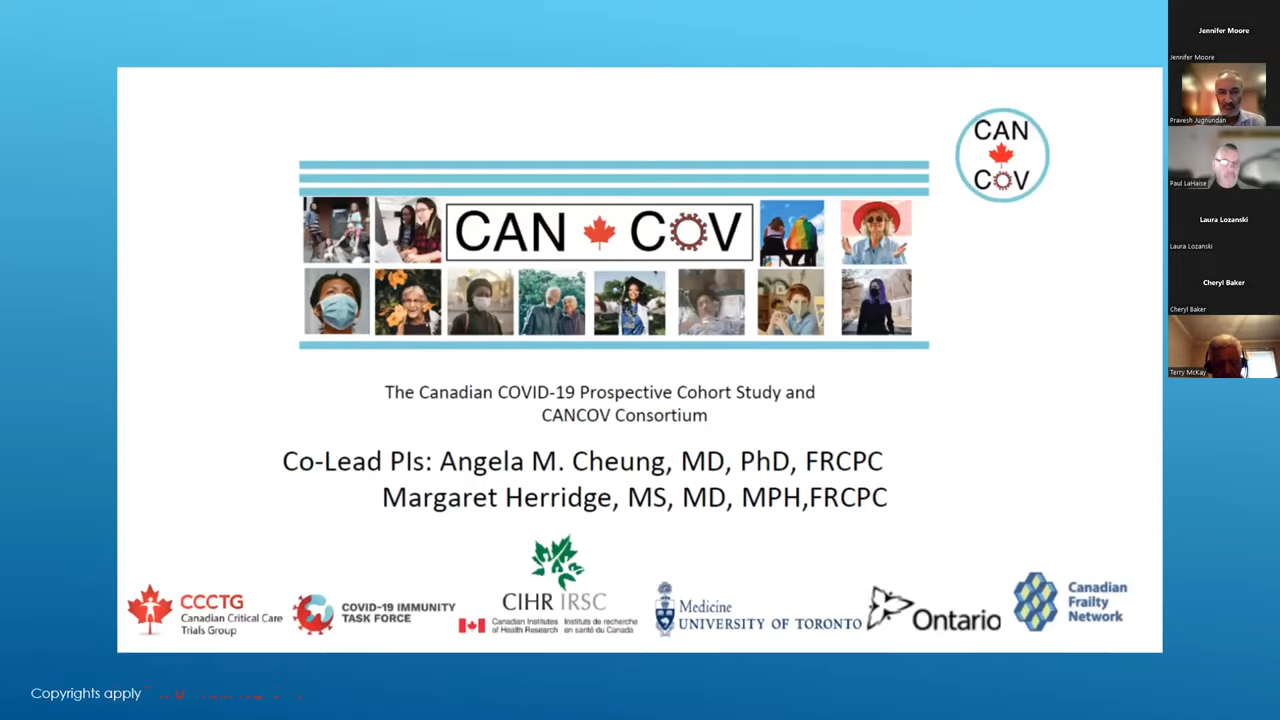 CAN COV
CAN
COV
The Canadian COVID-19 Prospective Cohort Study and
CANCOV Consortium
Co-Lead PIs: Angela M. Cheung, MD, PhD, FRCPC
Margaret Herridge, MS, MD, MPH,FRCPC
CCCTG
Canadian Critical Care
Trials Group
COVID-19 IMMUNITY
TASK FORCE
CIHR IRSC
Canadian Institutes
of Health Research
Instituts de recherche
en santé du Canada
Medicine
UNIVERSITY OF TORONTO
Ontario
Canadian
Frailty
Network
Copyrights apply
Jennifer Moore
Jennifer Moore
Pravesh Jugnundan
Paul LaHaise
Laura Lozanski
Laura Lozanski
Cheryl Baker
Cheryl Baker
Terry McKay